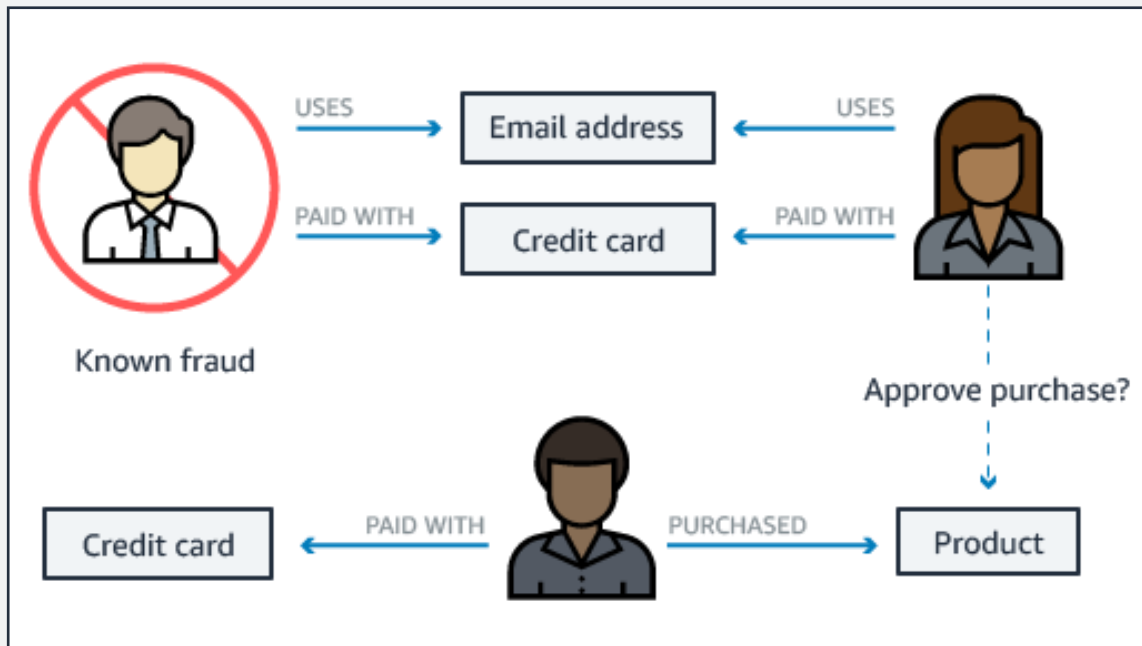 USES
Email address
USES
PAID WITH
Credit card
PAID WITH
Known fraud
Approve purchase?
Credit card
PAID WITH
PURCHASED
Product